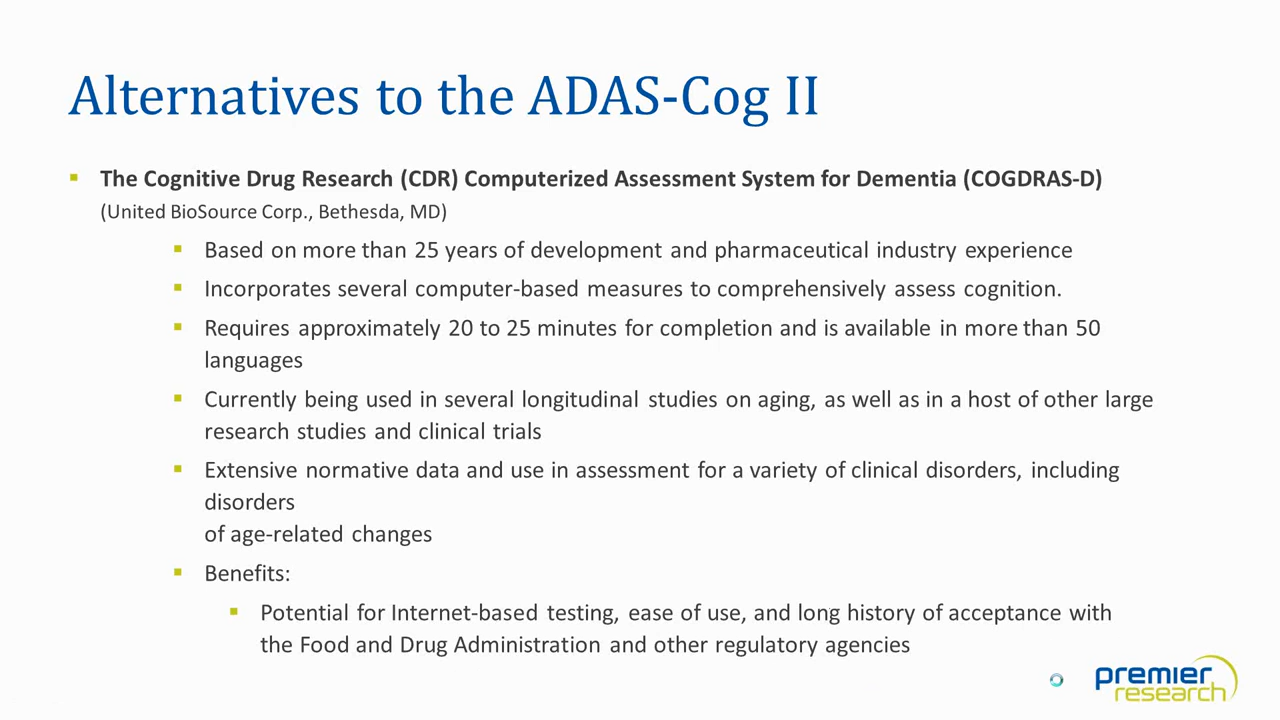 Alternatives to the ADAS-Cog II
The Cognitive Drug Research (CDR) Computerized Assessment System for Dementia (COGDRAS-D)
(United BioSource Corp., Bethesda, MD)
Based on more than 25 years of development and pharmaceutical industry experience
Incorporates several computer-based measures to comprehensively assess cognition.
Requires approximately 20 to 25 minutes for completion and is available in more than 50
languages
Currently being used in several longitudinal studies on aging, as well as in a host of other large
research studies and clinical trials
Extensive normative data and use in assessment for a variety of clinical disorders, including
disorders
of age-related changes
Benefits:
Potential for Internet-based testing, ease of use, and long history of acceptance with
the Food and Drug Administration and other regulatory agencies
premier
research